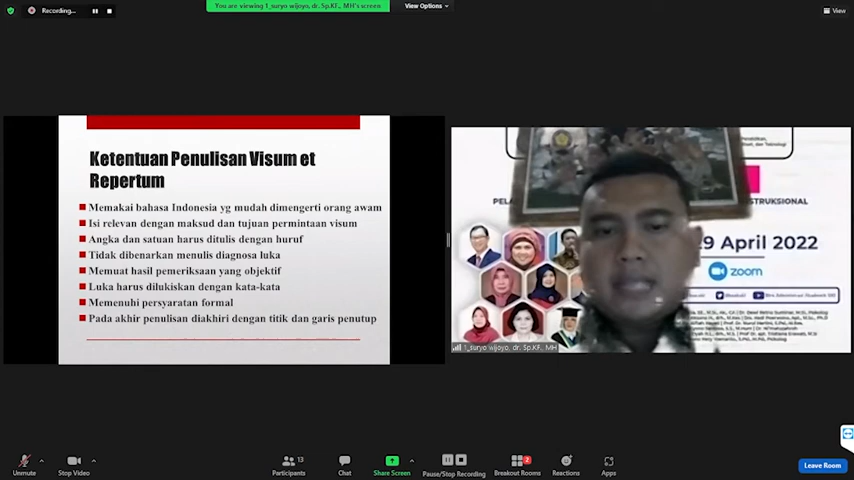 Recording...
You are viewing 1_suryo wijoyo, dr. Sp.KF., MH's screen
View Options
View
Ketentuan Penulisan Visum et
Repertum
Memakai bahasa Indonesia yg mudah dimengerti orang awam
Isi relevan dengan maksud dan tujuan permintaan visum
Angka dan satuan harus ditulis dengan huruf
Tidak dibenarkan menulis diagnosa luka
Memuat hasil pemeriksaan yang objektif
Luka harus dilukiskan dengan kata-kata
Memenuhi persyaratan formal
Pada akhir penulisan diakhiri dengan titik dan garis penutup
29 April 2022
zoom
1_suryo wijoyo, dr. Sp.KF., MH
Unmute
Stop Video
Participants
13
Chat
Share Screen
Pause/Stop Recording
Breakout Rooms
2
Reactions
Apps
Leave Room